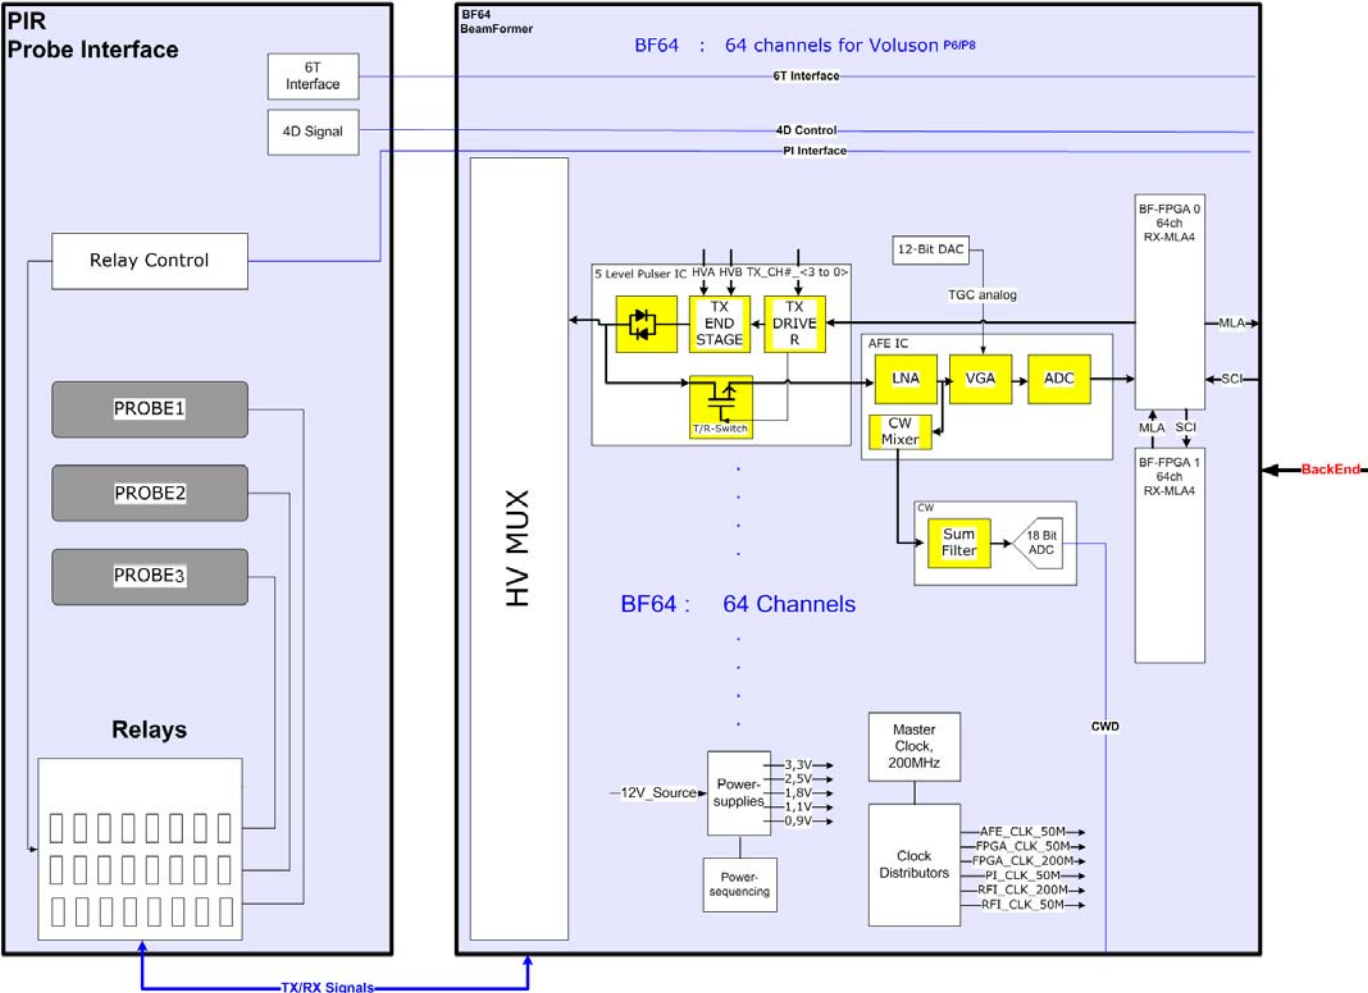 PIR
Probe Interface
6T
Interface
4D Signal
Relay Control
PROBE1
PROBE2
PROBE3
Relays
TX/RX Signals
BF64
BeamFormer
BF64 : 64 channels for Voluson P6/P8
6T Interface
4D Control
PI Interface
HV MUX
5 Level Pulser IC HVA HVB TX_CH#_<3 to 0>
TX
END
STAGE
TX
DRIVE
R
T/R-Switch
12-Bit DAC
TGC analog
AFE IC
LNA
VGA
ADC
CW
Mixer
CW
Sum
Filter
18 Bit
ADC
BF-FPGA 0
64ch
RX-MLA4
MLA
SCI
MLA SCI
BF-FPGA 1
64ch
RX-MLA4
BackEnd
BF64 : 64 Channels
CWD
12V_Source
Power-
supplies
3,3V
2,5V
1,8V
1,1V
0,9V
Power-
sequencing
Master
Clock,
200MHz
Clock
Distributors
AFE_CLK_50M
FPGA_CLK_50M
FPGA_CLK_200M
PI_CLK_50M
RFI_CLK_200M
RFI_CLK_50M